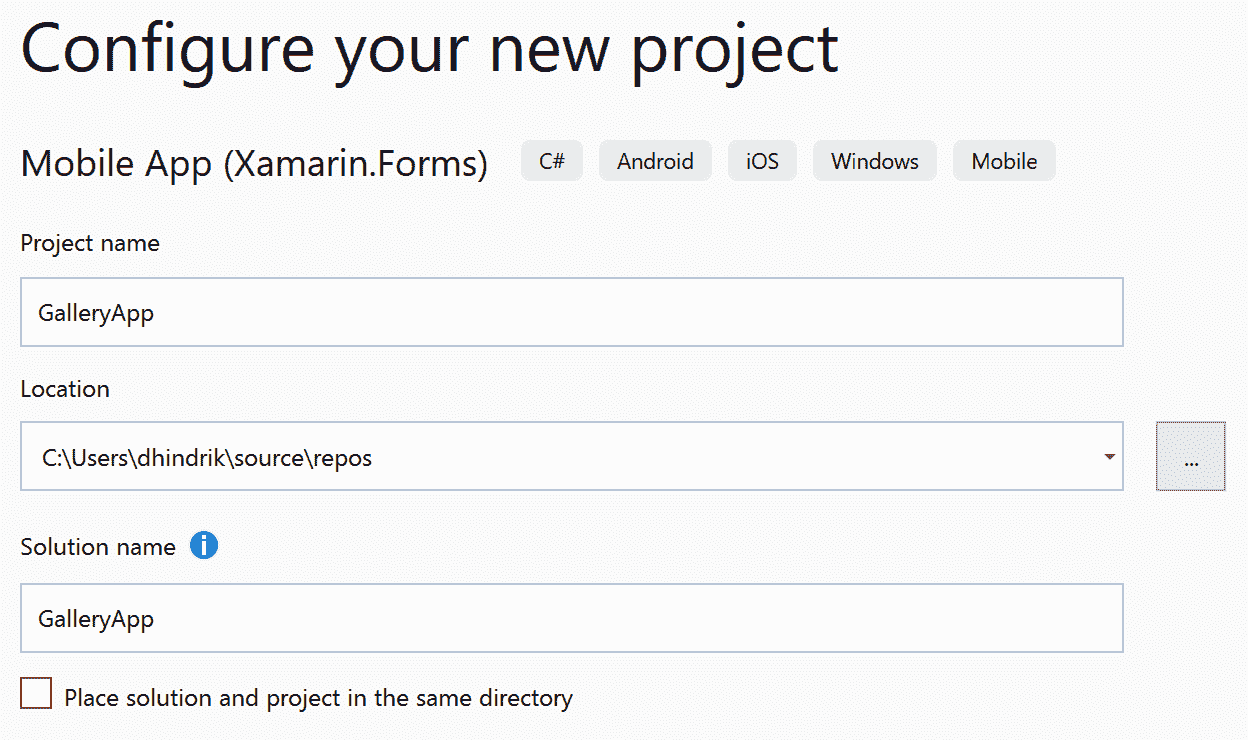 Configure your new project
Mobile App (Xamarin.Forms) C# Android iOS Windows Mobile
Project name
GalleryApp
Location
C:\Users\dhindrik\source\repos
...
Solution name
GalleryApp
Place solution and project in the same directory